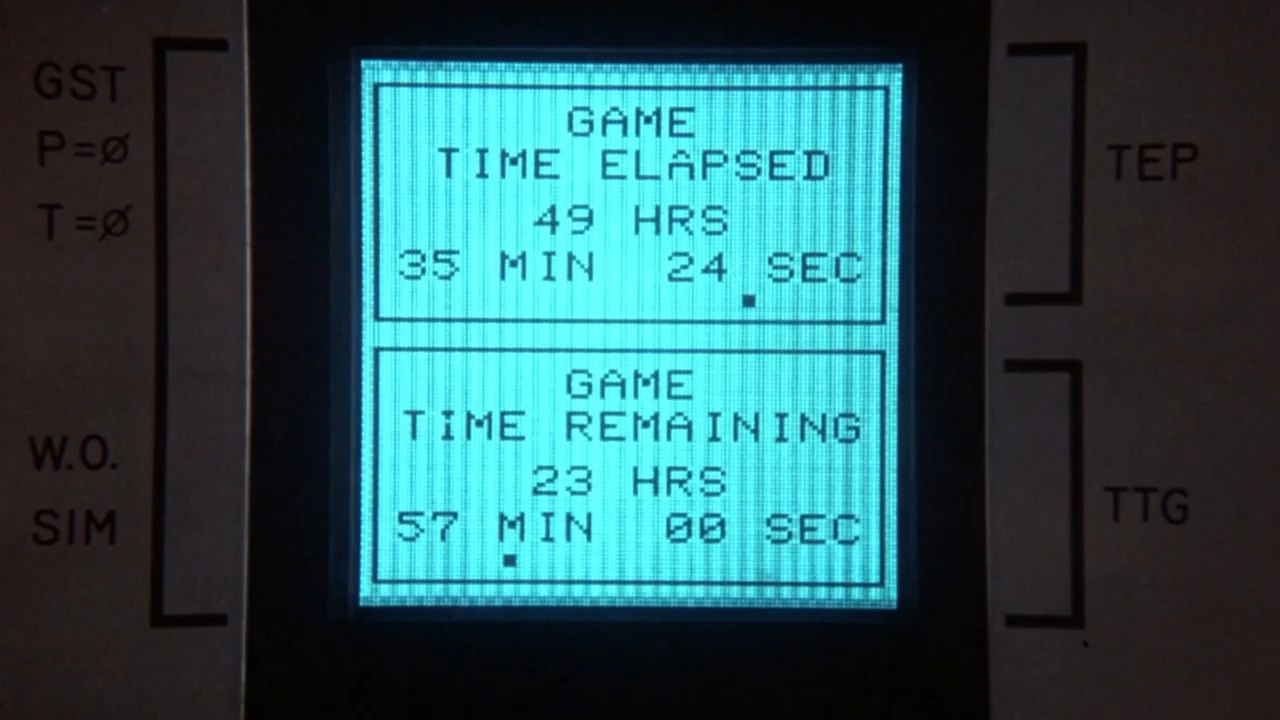 GST
P=Ø
T=Ø
W.O.
SIM
GAME
TIME ELAPSED
49 HRS
35 MIN 24 SEC
GAME
TIME REMAINING
23 HRS
57 MIN 00 SEC
TEP
TTG